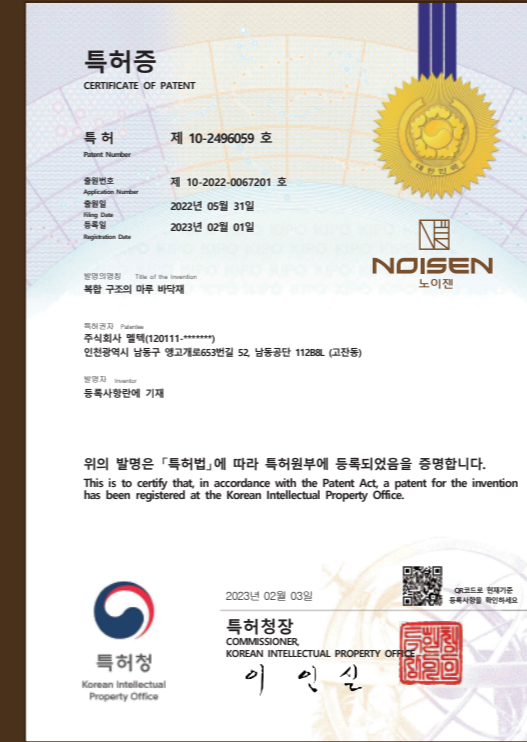 특허증
CERTIFICATE OF PATENT
특 허 제 10-2496059 호
Patent Number
출원번호 제 10-2022-0067201 호
Application Number
출원일 2022년 05월 31일
Filing Date
등록일 2023년 02월 01일
Registration Date
대한민국
NOISEN
노이젠
발명의명칭 Title of the Invention
복합 구조의 마루 바닥재
특허권자 Patentee
주식회사 멜텍(120111-*******)
인천광역시 남동구 앵고개로653번길 52, 남동공단 112B8L (고잔동)
발명자 Inventor
등록사항란에 기재
위의 발명은 「특허법」에 따라 특허원부에 등록되었음을 증명합니다.
This is to certify that, in accordance with the Patent Act, a patent for the invention
has been registered at the Korean Intellectual Property Office.
2023년 02월 03일
QR코드로 현재기준
등록사항을 확인하세요
특허청장
COMMISSIONER,
KOREAN INTELLECTUAL PROPERTY OFFICE
이 인 실
특허청
Korean Intellectual
Property Office